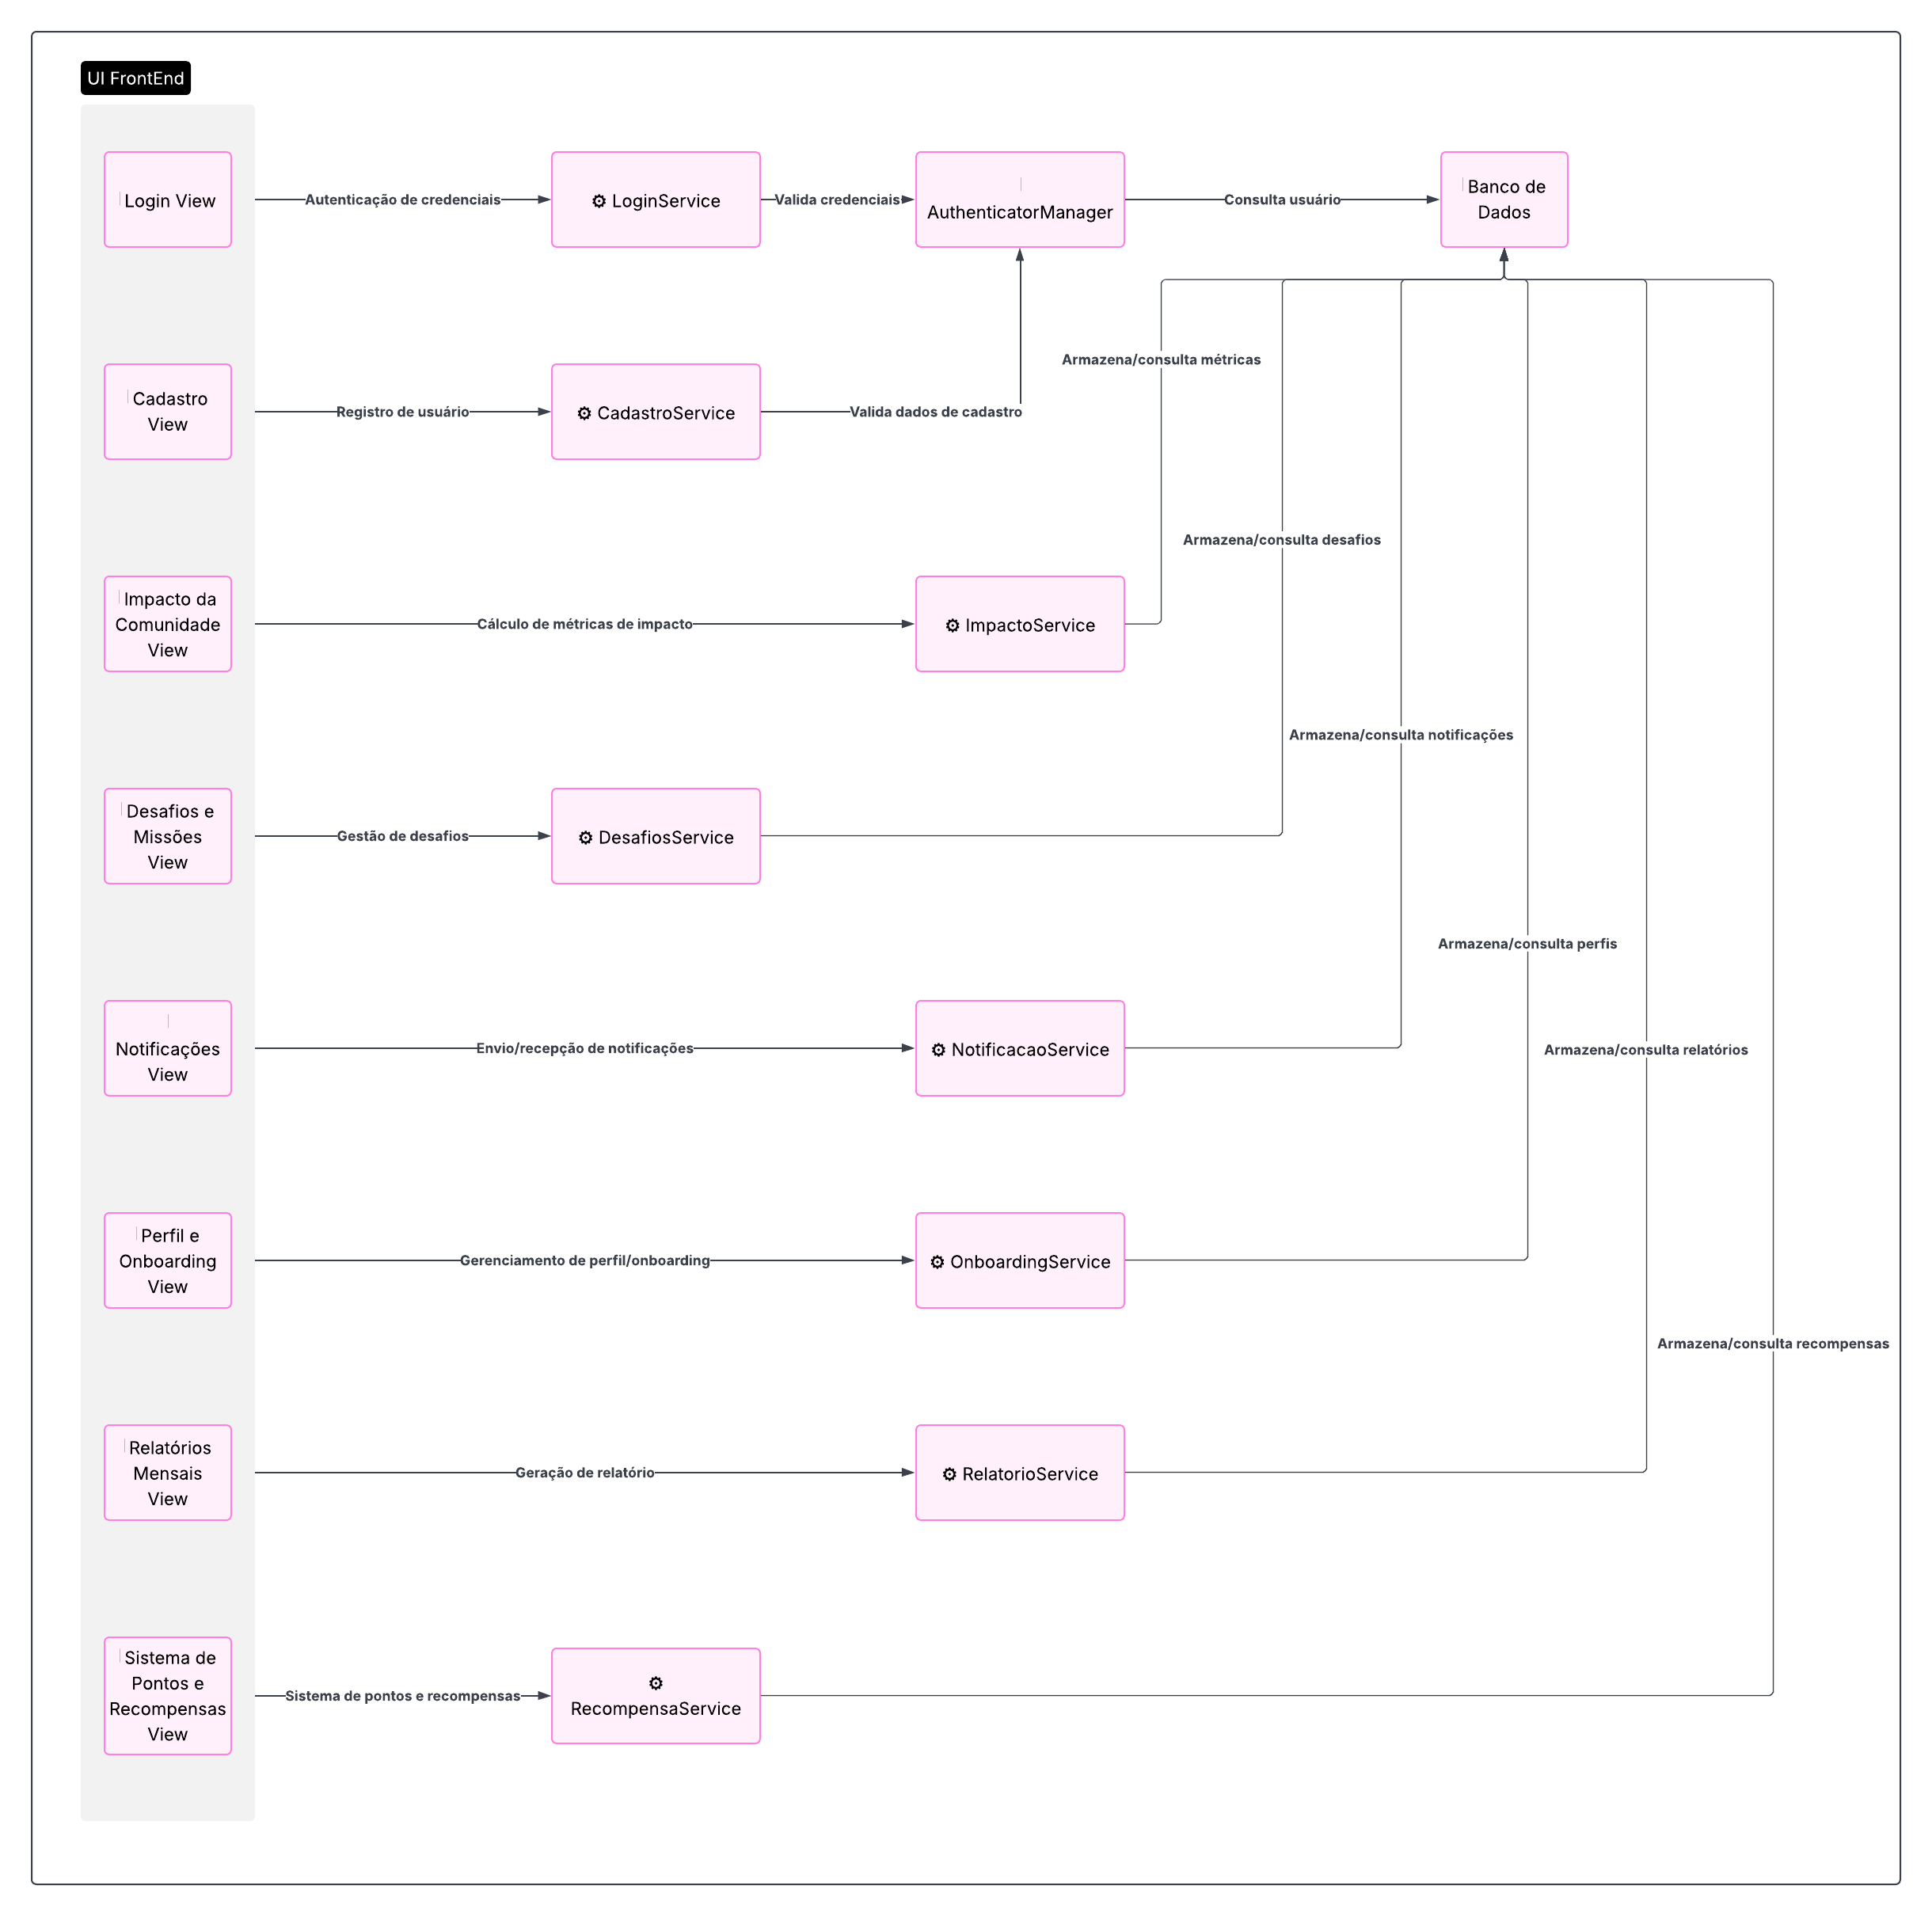 UI FrontEnd
Login View
Autenticação de credenciais
⚙ LoginService
Valida credenciais
AuthenticatorManager
Consulta usuário
Banco de
Dados
Armazena/consulta métricas
Cadastro
View
Registro de usuário
⚙ CadastroService
Valida dados de cadastro
Armazena/consulta desafios
Impacto da
Comunidade
View
Cálculo de métricas de impacto
⚙ ImpactoService
Armazena/consulta notificações
Desafios e
Missões
View
Gestão de desafios
⚙ DesafiosService
Armazena/consulta perfis
Notificações
View
Envio/recepção de notificações
⚙ NotificacaoService
Armazena/consulta relatórios
Perfil e
Onboarding
View
Gerenciamento de perfil/onboarding
⚙ OnboardingService
Armazena/consulta recompensas
Relatórios
Mensais
View
Geração de relatório
⚙ RelatorioService
Sistema de
Pontos e
Recompensas
View
Sistema de pontos e recompensas
⚙
RecompensaService